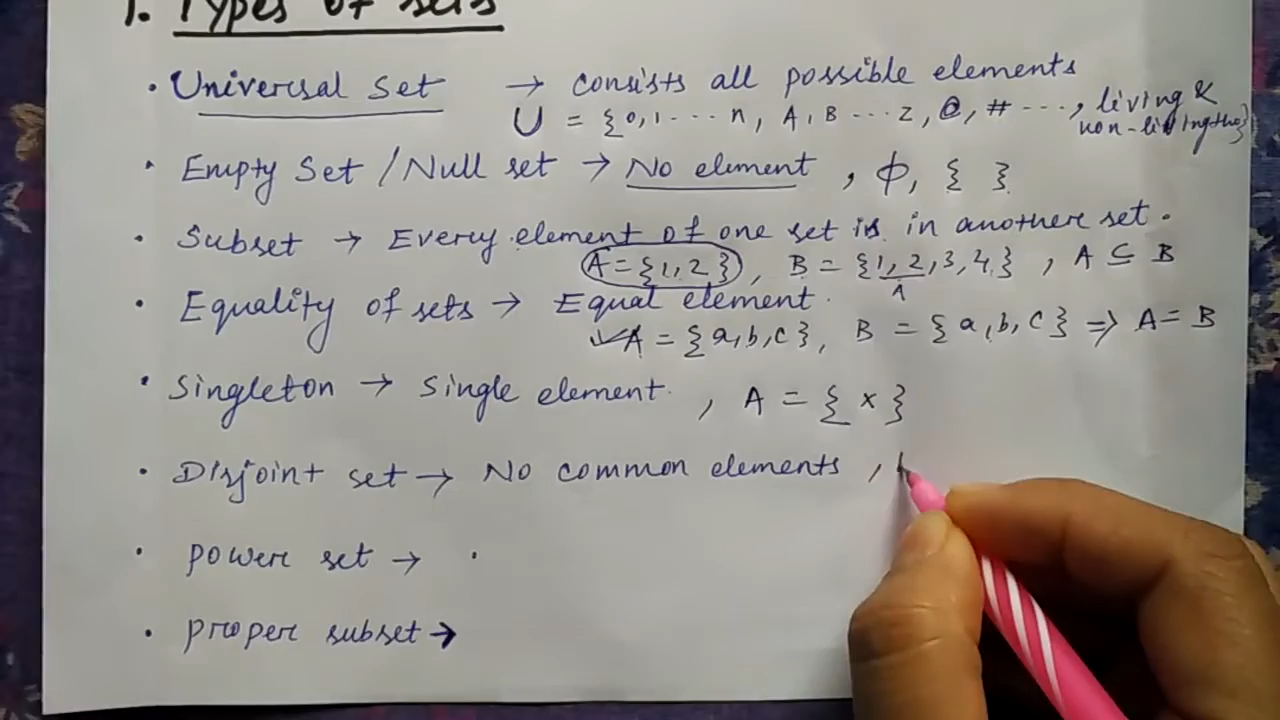 1. Types of sets
• Universal set → consists all possible elements
U = {0,1 --- n, A, B --- Z, @, # ---, living &
non-living
• Empty Set / Null set → No element, ϕ, { }
• Subset → Every element of one set is in another set.
A = {1,2}, B = {1,2,3,4}, A ⊆ B
A
• Equality of sets → Equal element.
✓A = {a,b,c}, B = {a,b,c} ⇒ A = B
• Singleton → Single element, A = {x}
• Disjoint set → No common elements,
• power set →
• proper subset →